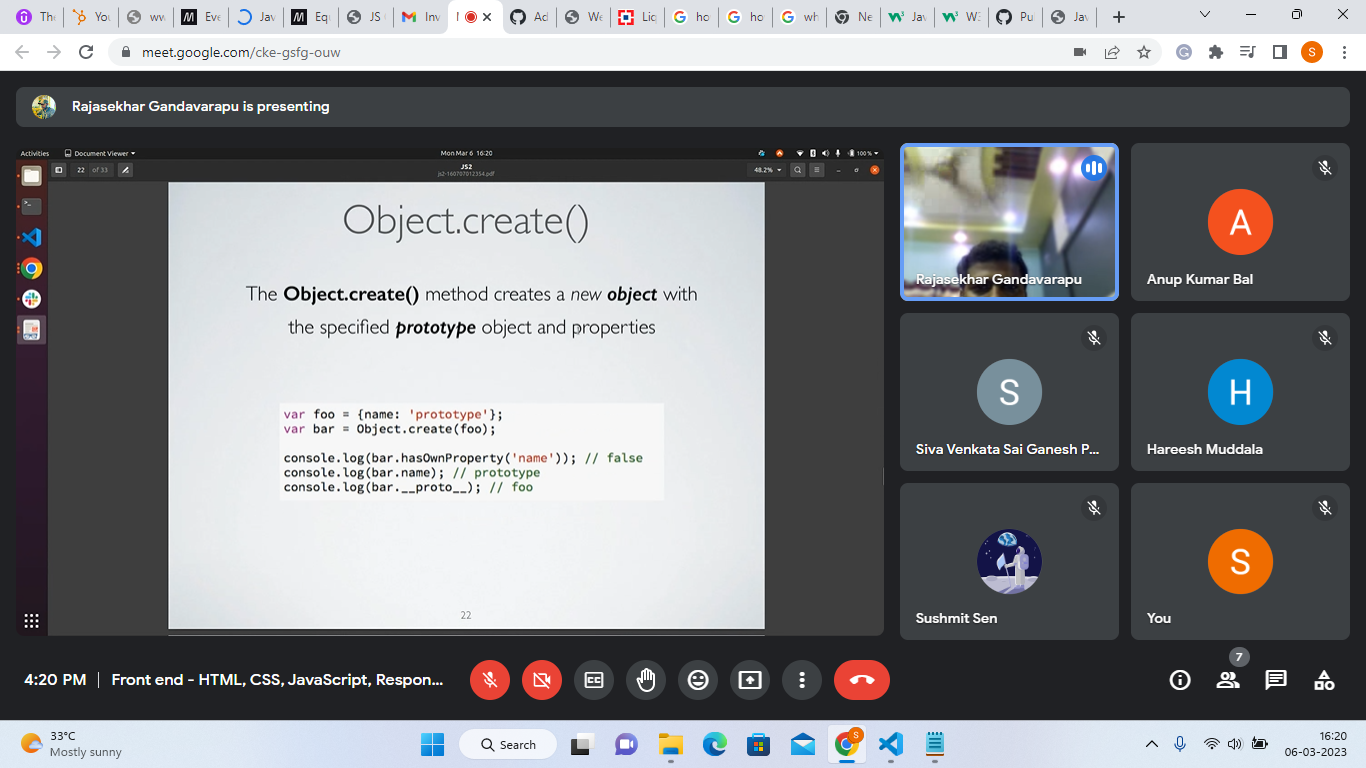 The
You
ww
Eve
Jav
Equ
JS (
Inv
Ad
We
Liq
ho
ho
wh
Ne
Jav
W3
Pu
Jav
meet.google.com/cke-gsfg-ouw
S
Rajasekhar Gandavarapu is presenting
Activities
Document Viewer
Mon Mar 6 16:20
100 %
22 of 33
JS2
js2-160707012354.pdf
48.2%
Object.create()
The Object.create() method creates a new object with
the specified prototype object and properties
var foo = {name: 'prototype'};
var bar = Object.create(foo);
console.log(bar.hasOwnProperty('name')); // false
console.log(bar.name); // prototype
console.log(bar.__proto__); // foo
22
Rajasekhar Gandavarapu
A
Anup Kumar Bal
S
Siva Venkata Sai Ganesh P...
H
Hareesh Muddala
Sushmit Sen
S
You
4:20 PM | Front end - HTML, CSS, JavaScript, Respon...
7
33°C
Mostly sunny
Search
S
16:20
06-03-2023